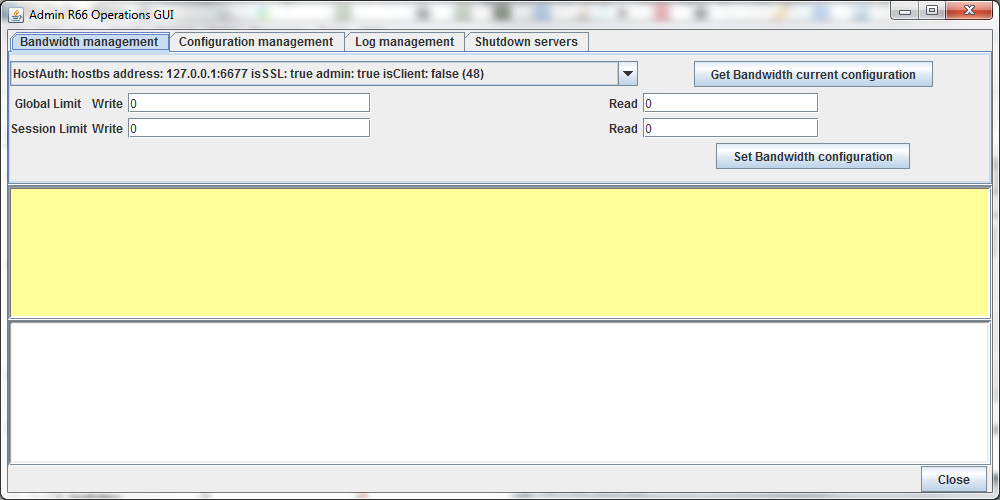 Admin R66 Operations GUI
Bandwidth management Configuration management Log management Shutdown servers
HostAuth: hostbs address: 127.0.0.1:6677 isSSL: true admin: true isClient: false (48) Get Bandwidth current configuration
Global Limit Write 0 Read 0
Session Limit Write 0 Read 0
Set Bandwidth configuration
Close